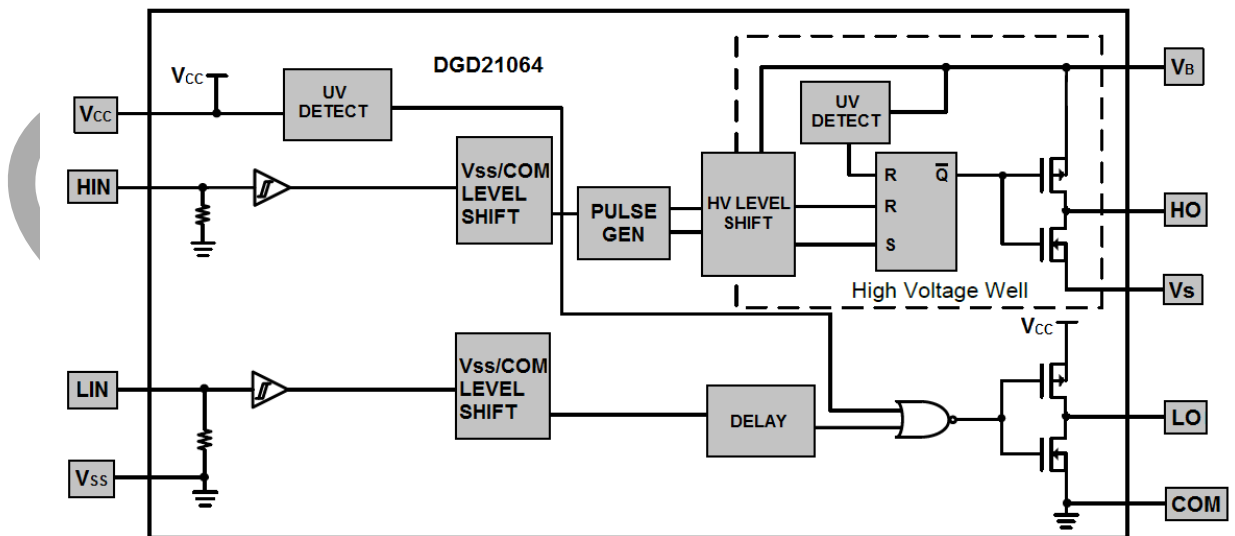 DGD21064
VCC
VCC
UV
DETECT
HIN
Vss/COM
LEVEL
SHIFT
PULSE
GEN
HV LEVEL
SHIFT
UV
DETECT
R
Q̅
R
S
High Voltage Well
VB
HO
Vs
LIN
VSS
Vss/COM
LEVEL
SHIFT
DELAY
VCC
LO
COM